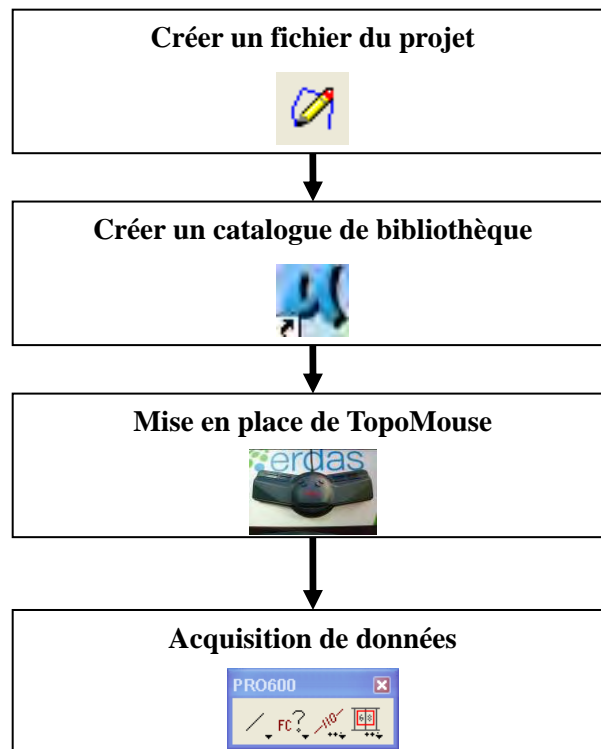 Créer un fichier du projet
Créer un catalogue de bibliothèque
Mise en place de TopoMouse
erdas
Acquisition de données
PRO600
FC?